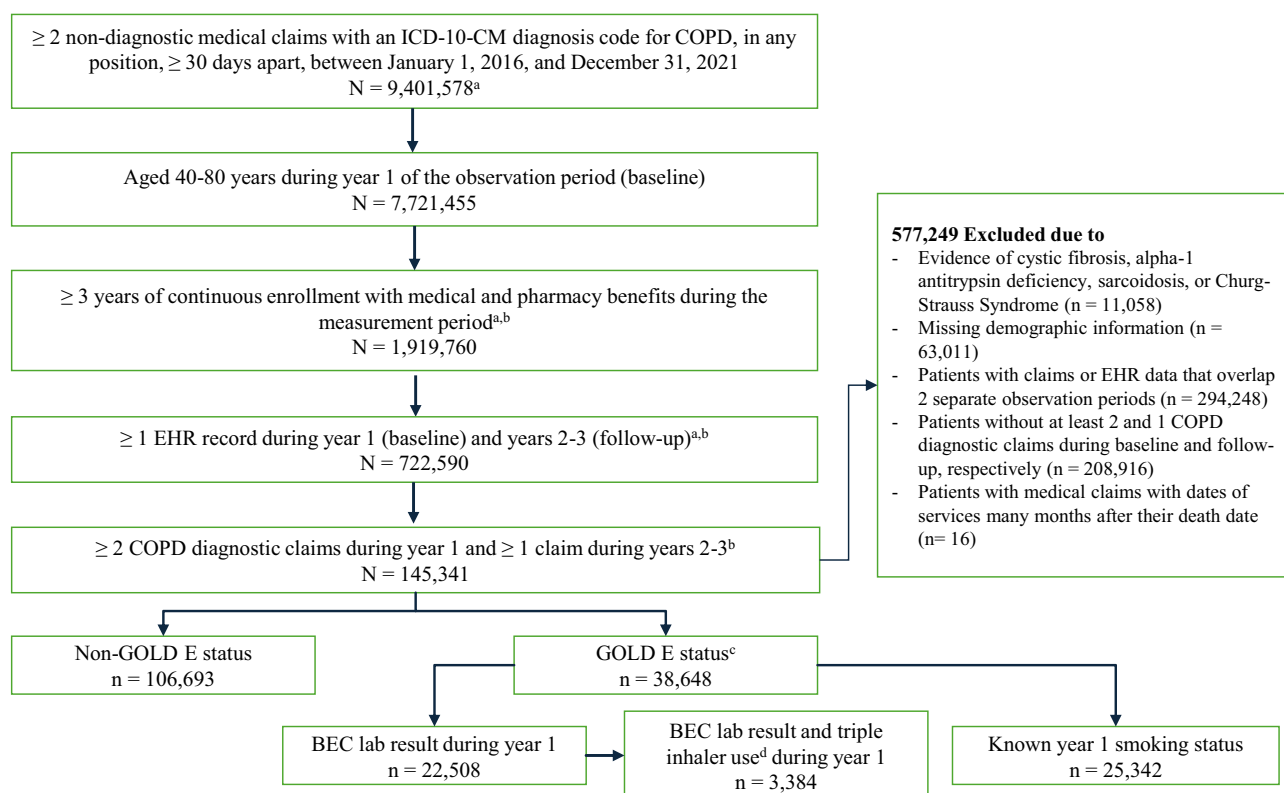 ≥ 2 non-diagnostic medical claims with an ICD-10-CM diagnosis code for COPD, in any
position, ≥ 30 days apart, between January 1, 2016, and December 31, 2021
N = 9,401,578ᵃ
Aged 40-80 years during year 1 of the observation period (baseline)
N = 7,721,455
≥ 3 years of continuous enrollment with medical and pharmacy benefits during the
measurement periodᵃ,ᵇ
N = 1,919,760
≥ 1 EHR record during year 1 (baseline) and years 2-3 (follow-up)ᵃ,ᵇ
N = 722,590
≥ 2 COPD diagnostic claims during year 1 and ≥ 1 claim during years 2-3ᵇ
N = 145,341
577,249 Excluded due to
- Evidence of cystic fibrosis, alpha-1
antitrypsin deficiency, sarcoidosis, or Churg-
Strauss Syndrome (n = 11,058)
- Missing demographic information (n =
63,011)
- Patients with claims or EHR data that overlap
2 separate observation periods (n = 294,248)
- Patients without at least 2 and 1 COPD
diagnostic claims during baseline and follow-
up, respectively (n = 208,916)
- Patients with medical claims with dates of
services many months after their death date
(n= 16)
Non-GOLD E status
n = 106,693
GOLD E statusᶜ
n = 38,648
BEC lab result during year 1
n = 22,508
BEC lab result and triple
inhaler useᵈ during year 1
n = 3,384
Known year 1 smoking status
n = 25,342